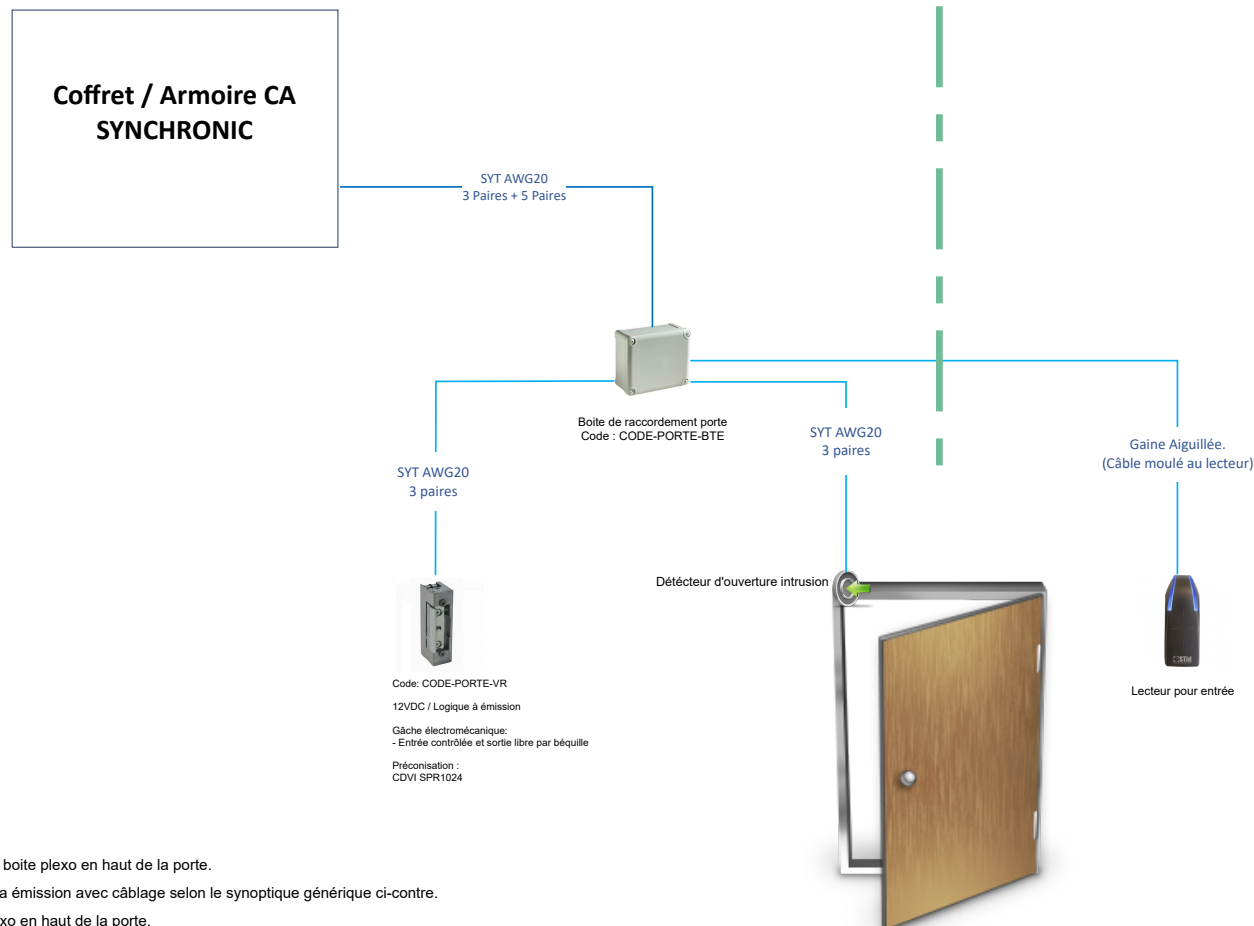 Coffret / Armoire CA
SYNCHRONIC
SYT AWG20
3 Paires + 5 Paires
Boite de raccordement porte
Code : CODE-PORTE-BTE
SYT AWG20
3 paires
Gaine Aiguillée.
(Câble moulé au lecteur)
SYT AWG20
3 paires
Détécteur d'ouverture intrusion
STid
Lecteur pour entrée
Code: CODE-PORTE-VR
12VDC / Logique à émission
Gâche électromécanique:
- Entrée contrôlée et sortie libre par béquille
Préconisation :
CDVI SPR1024
boite plexo en haut de la porte.
a émission avec câblage selon le synoptique générique ci-contre.
xo en haut de la porte.